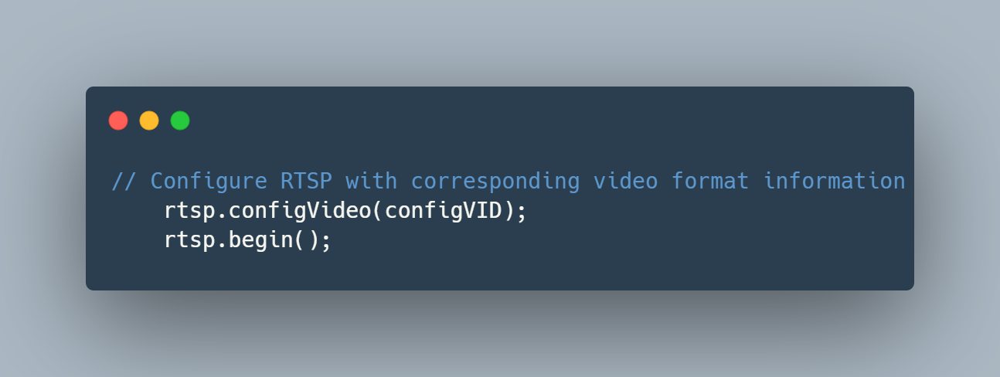 // Configure RTSP with corresponding video format information
rtsp.configVideo(configVID);
rtsp.begin();